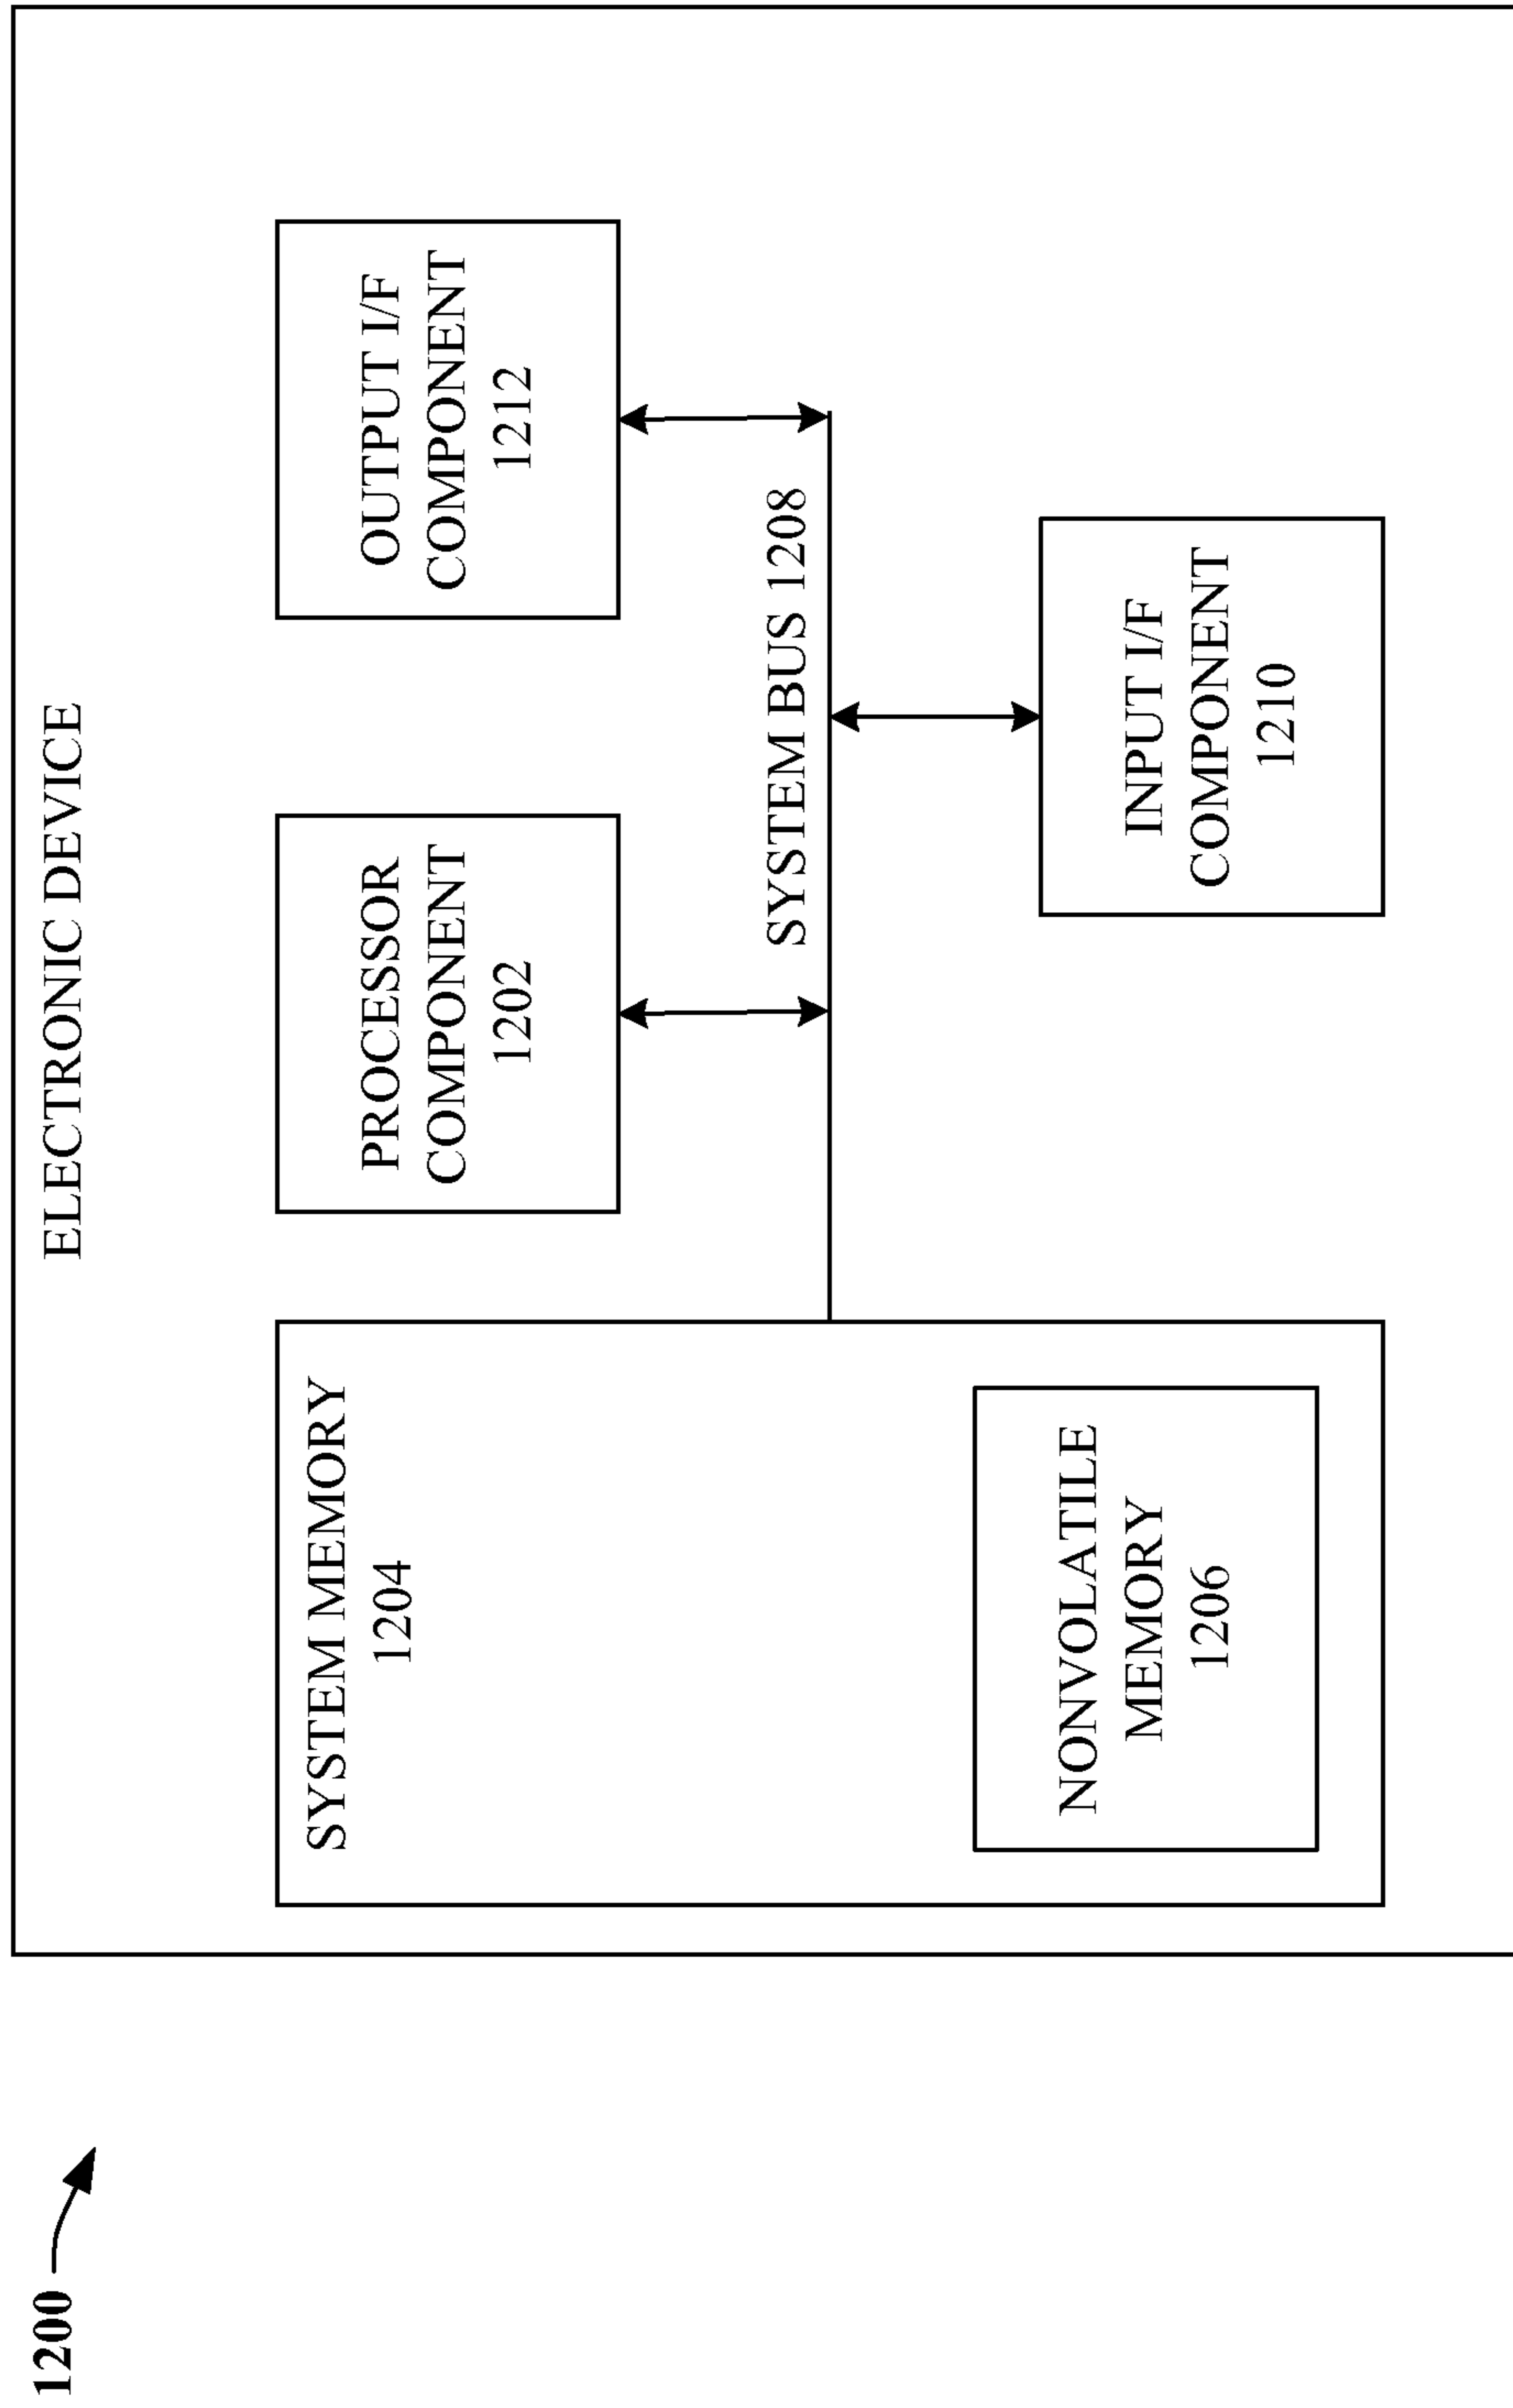 1200
ELECTRONIC DEVICE
SYSTEM MEMORY
1204
NONVOLATILE
MEMORY
1206
PROCESSOR
COMPONENT
1202
OUTPUT I/F
COMPONENT
1212
SYSTEM BUS 1208
INPUT I/F
COMPONENT
1210